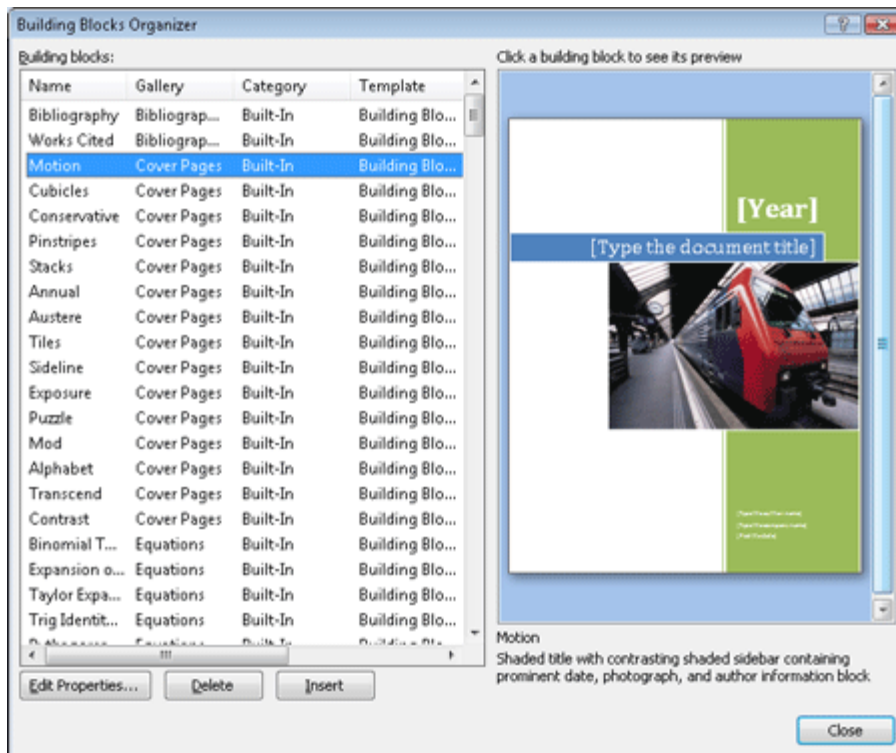 Building Blocks Organizer
Building blocks:
Click a building block to see its preview
Name Gallery Category Template
Bibliography Bibliograp... Built-In Building Blo...
Works Cited Bibliograp... Built-In Building Blo...
Motion Cover Pages Built-In Building Blo...
Cubicles Cover Pages Built-In Building Blo...
Conservative Cover Pages Built-In Building Blo...
Pinstripes Cover Pages Built-In Building Blo...
Stacks Cover Pages Built-In Building Blo...
Annual Cover Pages Built-In Building Blo...
Austere Cover Pages Built-In Building Blo...
Tiles Cover Pages Built-In Building Blo...
Sideline Cover Pages Built-In Building Blo...
Exposure Cover Pages Built-In Building Blo...
Puzzle Cover Pages Built-In Building Blo...
Mod Cover Pages Built-In Building Blo...
Alphabet Cover Pages Built-In Building Blo...
Transcend Cover Pages Built-In Building Blo...
Contrast Cover Pages Built-In Building Blo...
Binomial T... Equations Built-In Building Blo...
Expansion o... Equations Built-In Building Blo...
Taylor Expa... Equations Built-In Building Blo...
Trig Identit... Equations Built-In Building Blo...
[Year]
[Type the document title]
Motion
Shaded title with contrasting shaded sidebar containing
prominent date, photograph, and author information block
Edit Properties... Delete Insert
Close